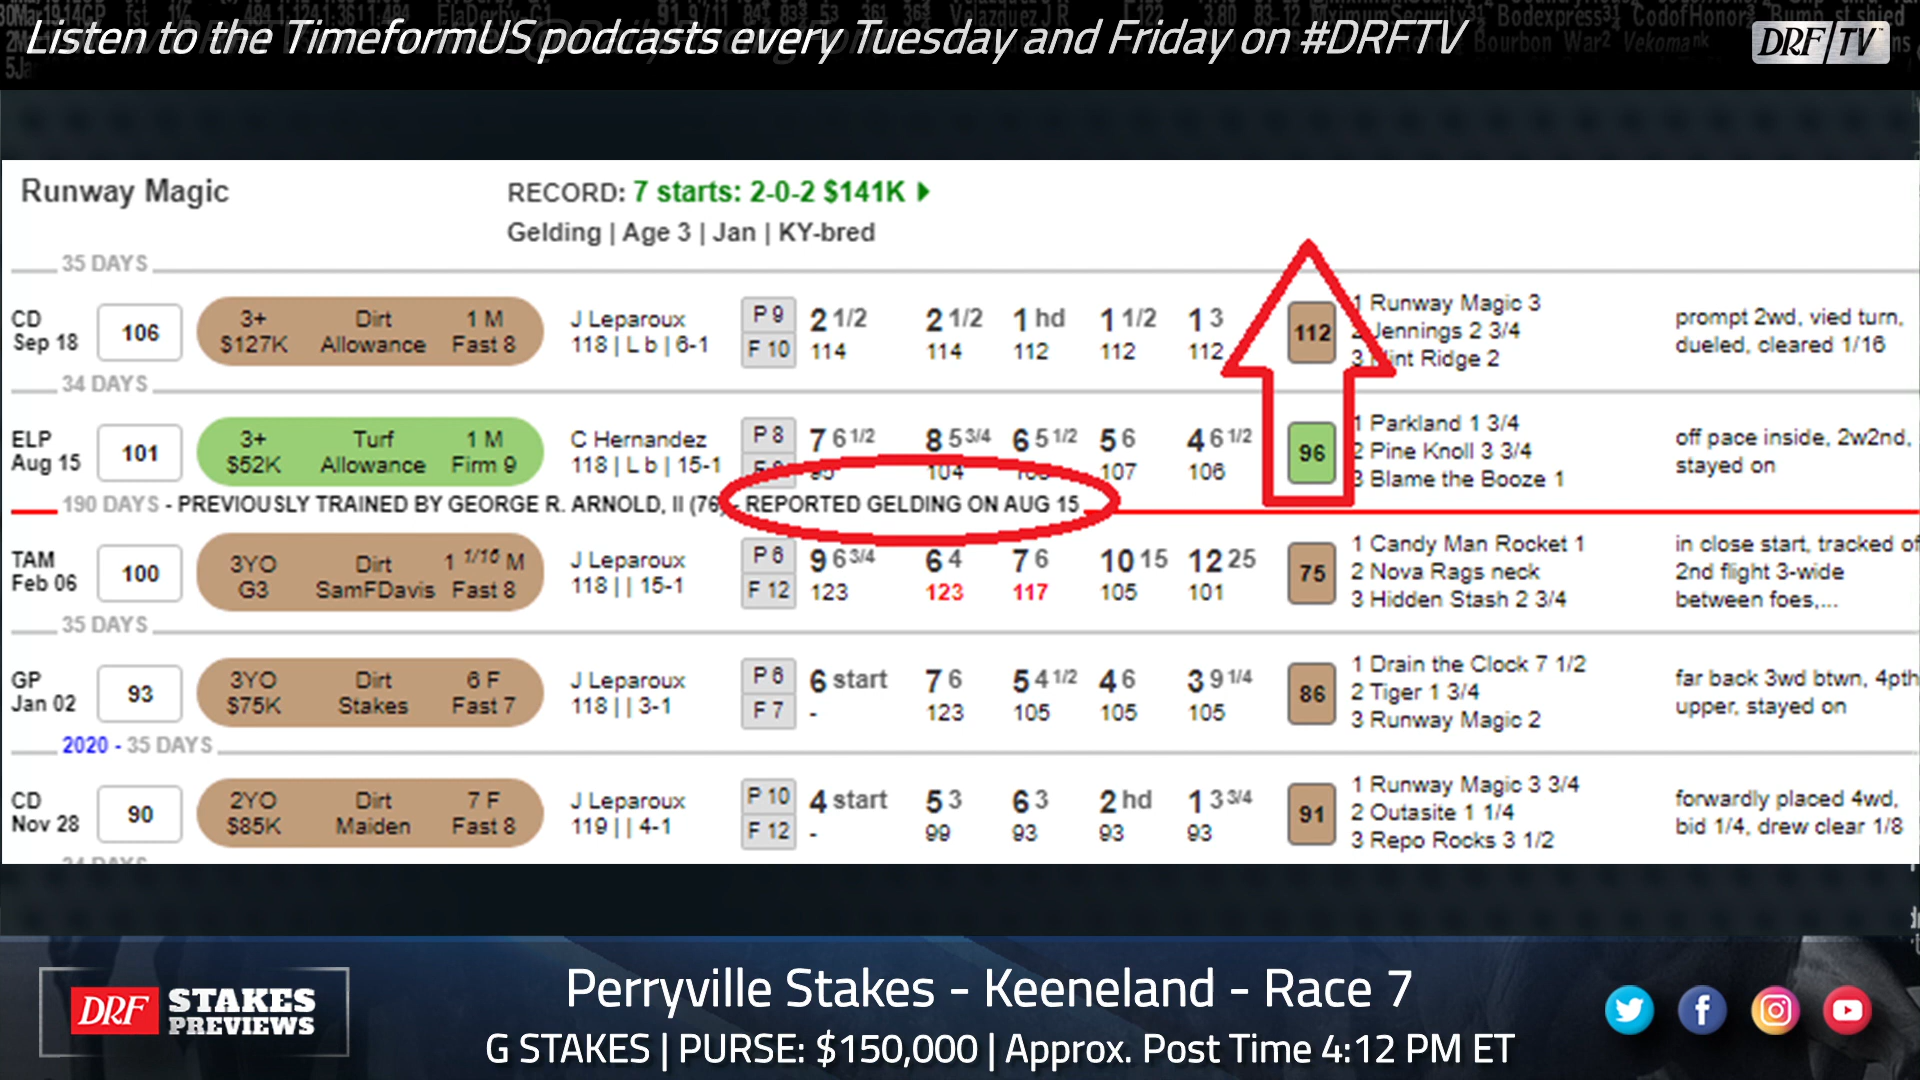 Listen to the TimeformUS podcasts every Tuesday and Friday on #DRFTV
DRF/TV
Runway Magic
RECORD: 7 starts: 2-0-2 $141K
Gelding | Age 3 | Jan | KY-bred
35 DAYS
CD
Sep 18
106
3+ Dirt 1 M
$127K Allowance Fast 8
J Leparoux
118 | L b | 6-1
P 9
F 10
2 1/2 2 1/2 1 hd 1 1/2 1 3
114 114 112 112 112
112
1 Runway Magic 3
2 Jennings 2 3/4
3 Ridge 2
prompt 2wd, vied turn,
dueled, cleared 1/16
34 DAYS
ELP
Aug 15
101
3+ Turf 1 M
$52K Allowance Firm 9
C Hernandez
118 | L b | 15-1
P 8
7 6 1/2 8 5 3/4 6 5 1/2 5 6 4 6 1/2
104 107 106
96
1 Parkland 1 3/4
2 Pine Knoll 3 3/4
3 Blame the Booze 1
off pace inside, 2w2nd,
stayed on
190 DAYS - PREVIOUSLY TRAINED BY GEORGE R. ARNOLD, II (76) - REPORTED GELDING ON AUG 15
TAM
Feb 06
100
3YO Dirt 1 1/16 M
G3 SamFDavis Fast 8
J Leparoux
118 | | 15-1
P 6
F 12
9 6 3/4 6 4 7 6 10 15 12 25
123 123 117 105 101
75
1 Candy Man Rocket 1
2 Nova Rags neck
3 Hidden Stash 2 3/4
in close start, tracked of
2nd flight 3-wide
between foes,...
35 DAYS
GP
Jan 02
93
3YO Dirt 6 F
$75K Stakes Fast 7
J Leparoux
118 | | 3-1
P 6
F 7
6 start 7 6 5 4 1/2 4 6 3 9 1/4
- 123 105 105 105
86
1 Drain the Clock 7 1/2
2 Tiger 1 3/4
3 Runway Magic 2
far back 3wd btwn, 4pth
upper, stayed on
2020 - 35 DAYS
CD
Nov 28
90
2YO Dirt 7 F
$85K Maiden Fast 8
J Leparoux
119 | | 4-1
P 10
F 12
4 start 5 3 6 3 2 hd 1 3 3/4
- 99 93 93 93
91
1 Runway Magic 3 3/4
2 Outasite 1 1/4
3 Repo Rocks 3 1/2
forwardly placed 4wd,
bid 1/4, drew clear 1/8
DRF STAKES
PREVIEWS
Perryville Stakes - Keeneland - Race 7
G STAKES | PURSE: $150,000 | Approx. Post Time 4:12 PM ET